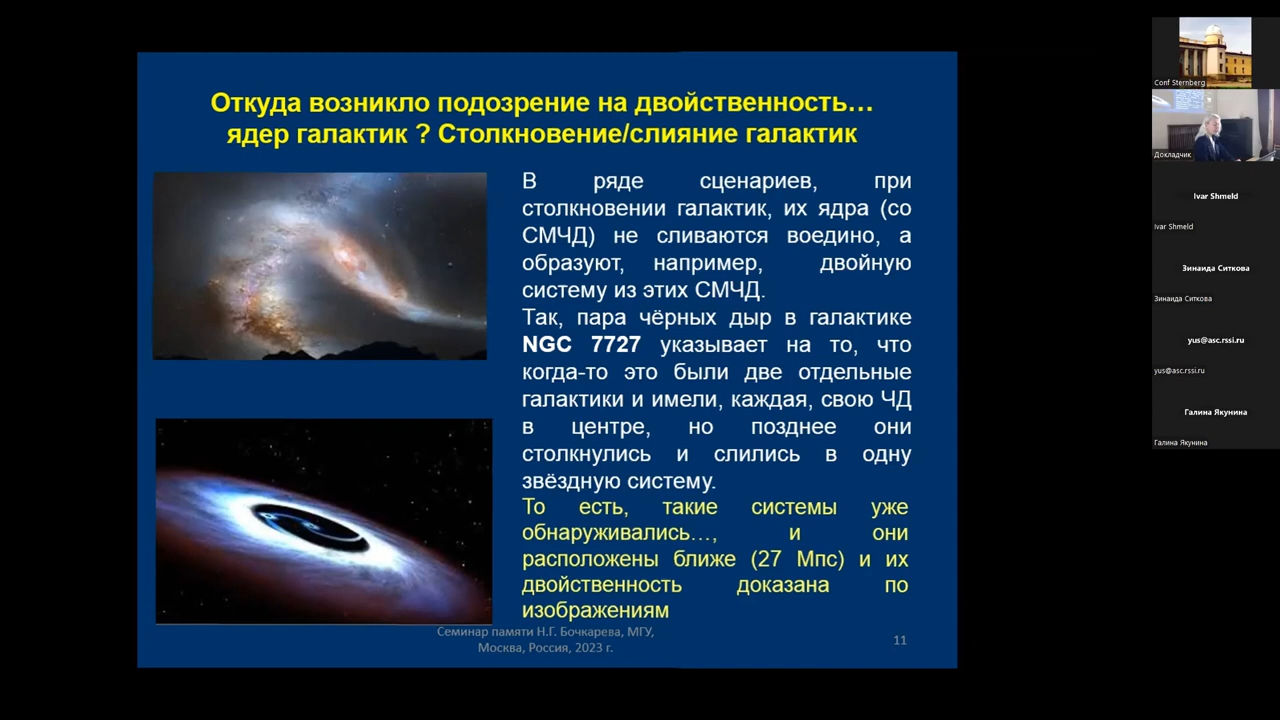 Откуда возникло подозрение на двойственность…
ядер галактик ? Столкновение/слияние галактик
В ряде сценариев, при
столкновении галактик, их ядра (со
СМЧД) не сливаются воедино, а
образуют, например, двойную
систему из этих СМЧД.
Так, пара чёрных дыр в галактике
NGC 7727 указывает на то, что
когда-то это были две отдельные
галактики и имели, каждая, свою ЧД
в центре, но позднее они
столкнулись и слились в одну
звёздную систему.
То есть, такие системы уже
обнаруживались…, и они
расположены ближе (27 Мпс) и их
двойственность доказана по
изображениям
Семинар памяти Н.Г. Бочкарева, МГУ,
Москва, Россия, 2023 г.
11
Conf Sternberg
Докладчик
Ivar Shmeld
Ivar Shmeld
Зинаида Ситкова
Зинаида Ситкова
yus@asc.rssi.ru
yus@asc.rssi.ru
Галина Якунина
Галина Якунина